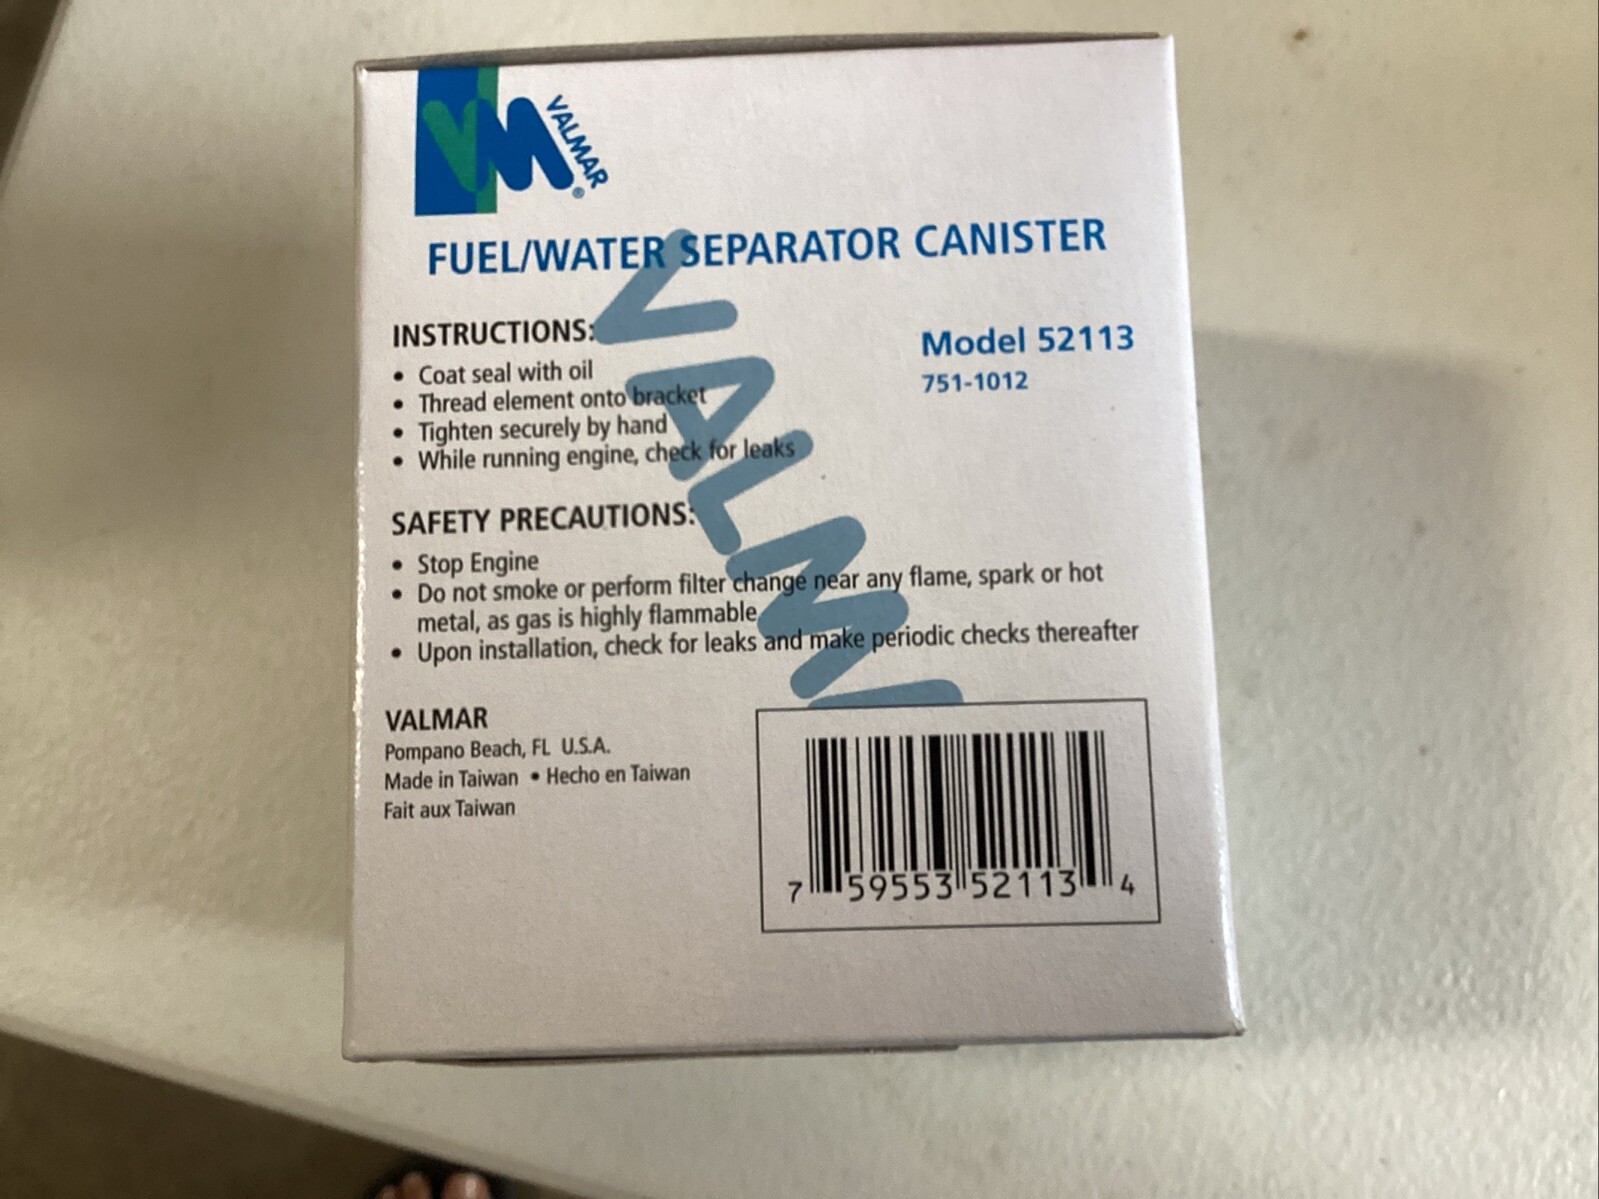 VM VALMAR®
FUEL/WATER SEPARATOR CANISTER
INSTRUCTIONS:
• Coat seal with oil
• Thread element onto bracket
• Tighten securely by hand
• While running engine, check for leaks
Model 52113
751-1012
VALMA
SAFETY PRECAUTIONS:
• Stop Engine
• Do not smoke or perform filter change near any flame, spark or hot
metal, as gas is highly flammable
• Upon installation, check for leaks and make periodic checks thereafter
VALMAR
Pompano Beach, FL U.S.A.
Made in Taiwan • Hecho en Taiwan
Fait aux Taiwan
7 59553 52113 4